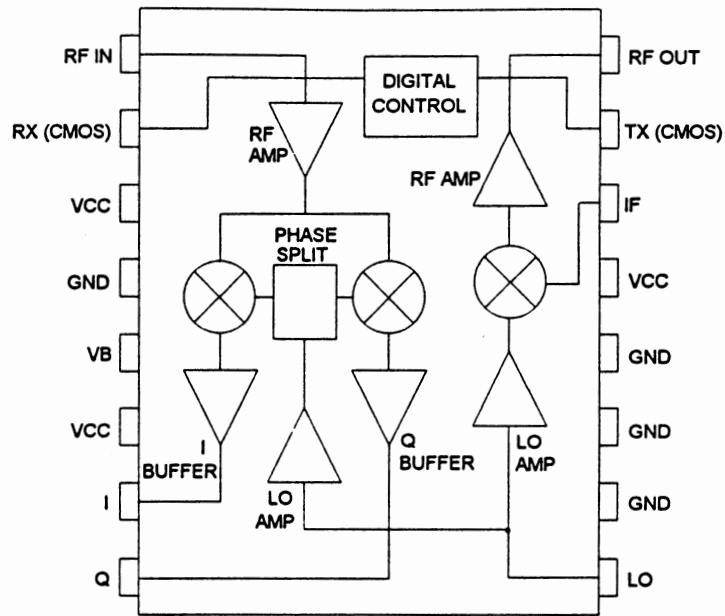 RF IN
RX (CMOS)
VCC
GND
VB
VCC
I
Q
RF
AMP
DIGITAL
CONTROL
RF AMP
PHASE
SPLIT
I
BUFFER
LO
AMP
Q
BUFFER
LO
AMP
RF OUT
TX (CMOS)
IF
VCC
GND
GND
GND
LO